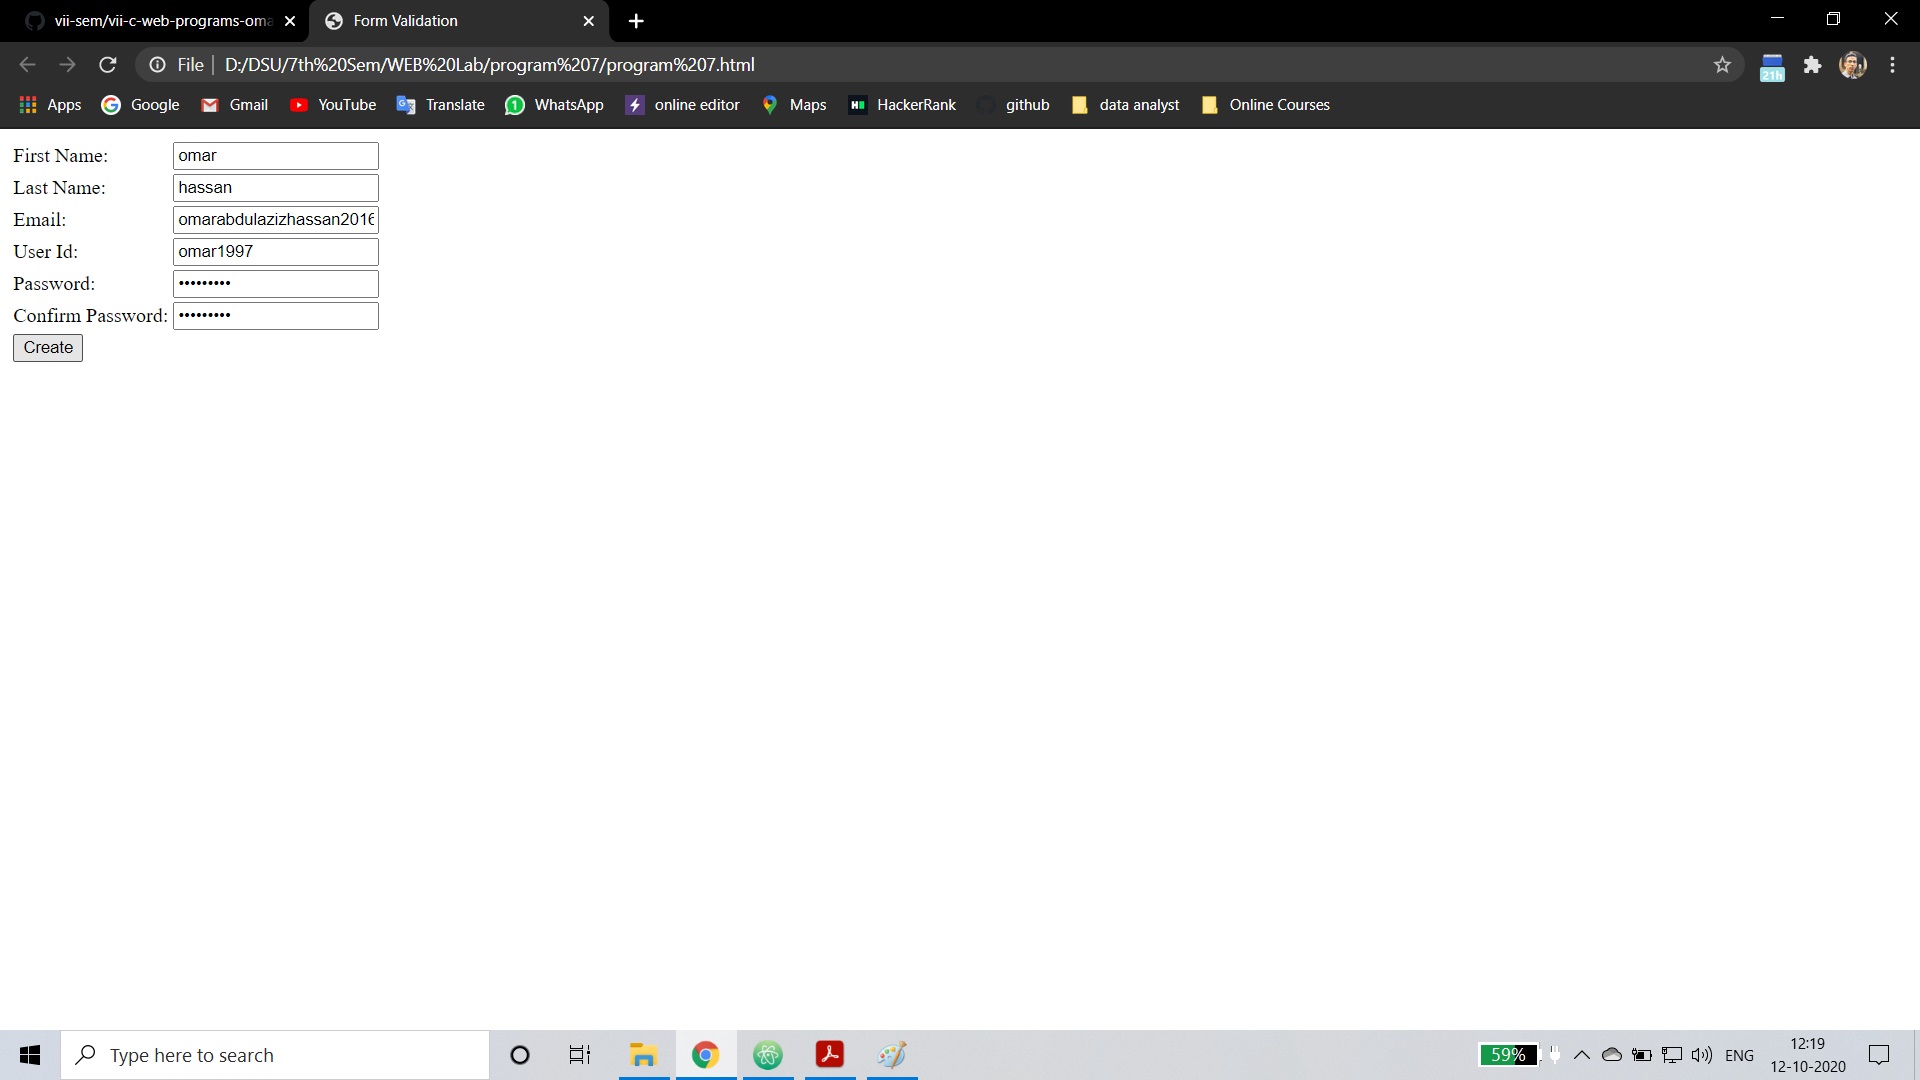 vii-sem/vii-c-web-programs-oma
Form Validation
File D:/DSU/7th%20Sem/WEB%20Lab/program%207/program%207.html
21h
Apps Google Gmail YouTube Translate 1 WhatsApp online editor Maps HackerRank github data analyst Online Courses
First Name: omar
Last Name: hassan
Email: omarabdulazizhassan2016
User Id: omar1997
Password: •••••••••
Confirm Password: •••••••••
Create
Type here to search
59%
ENG
12:19
12-10-2020